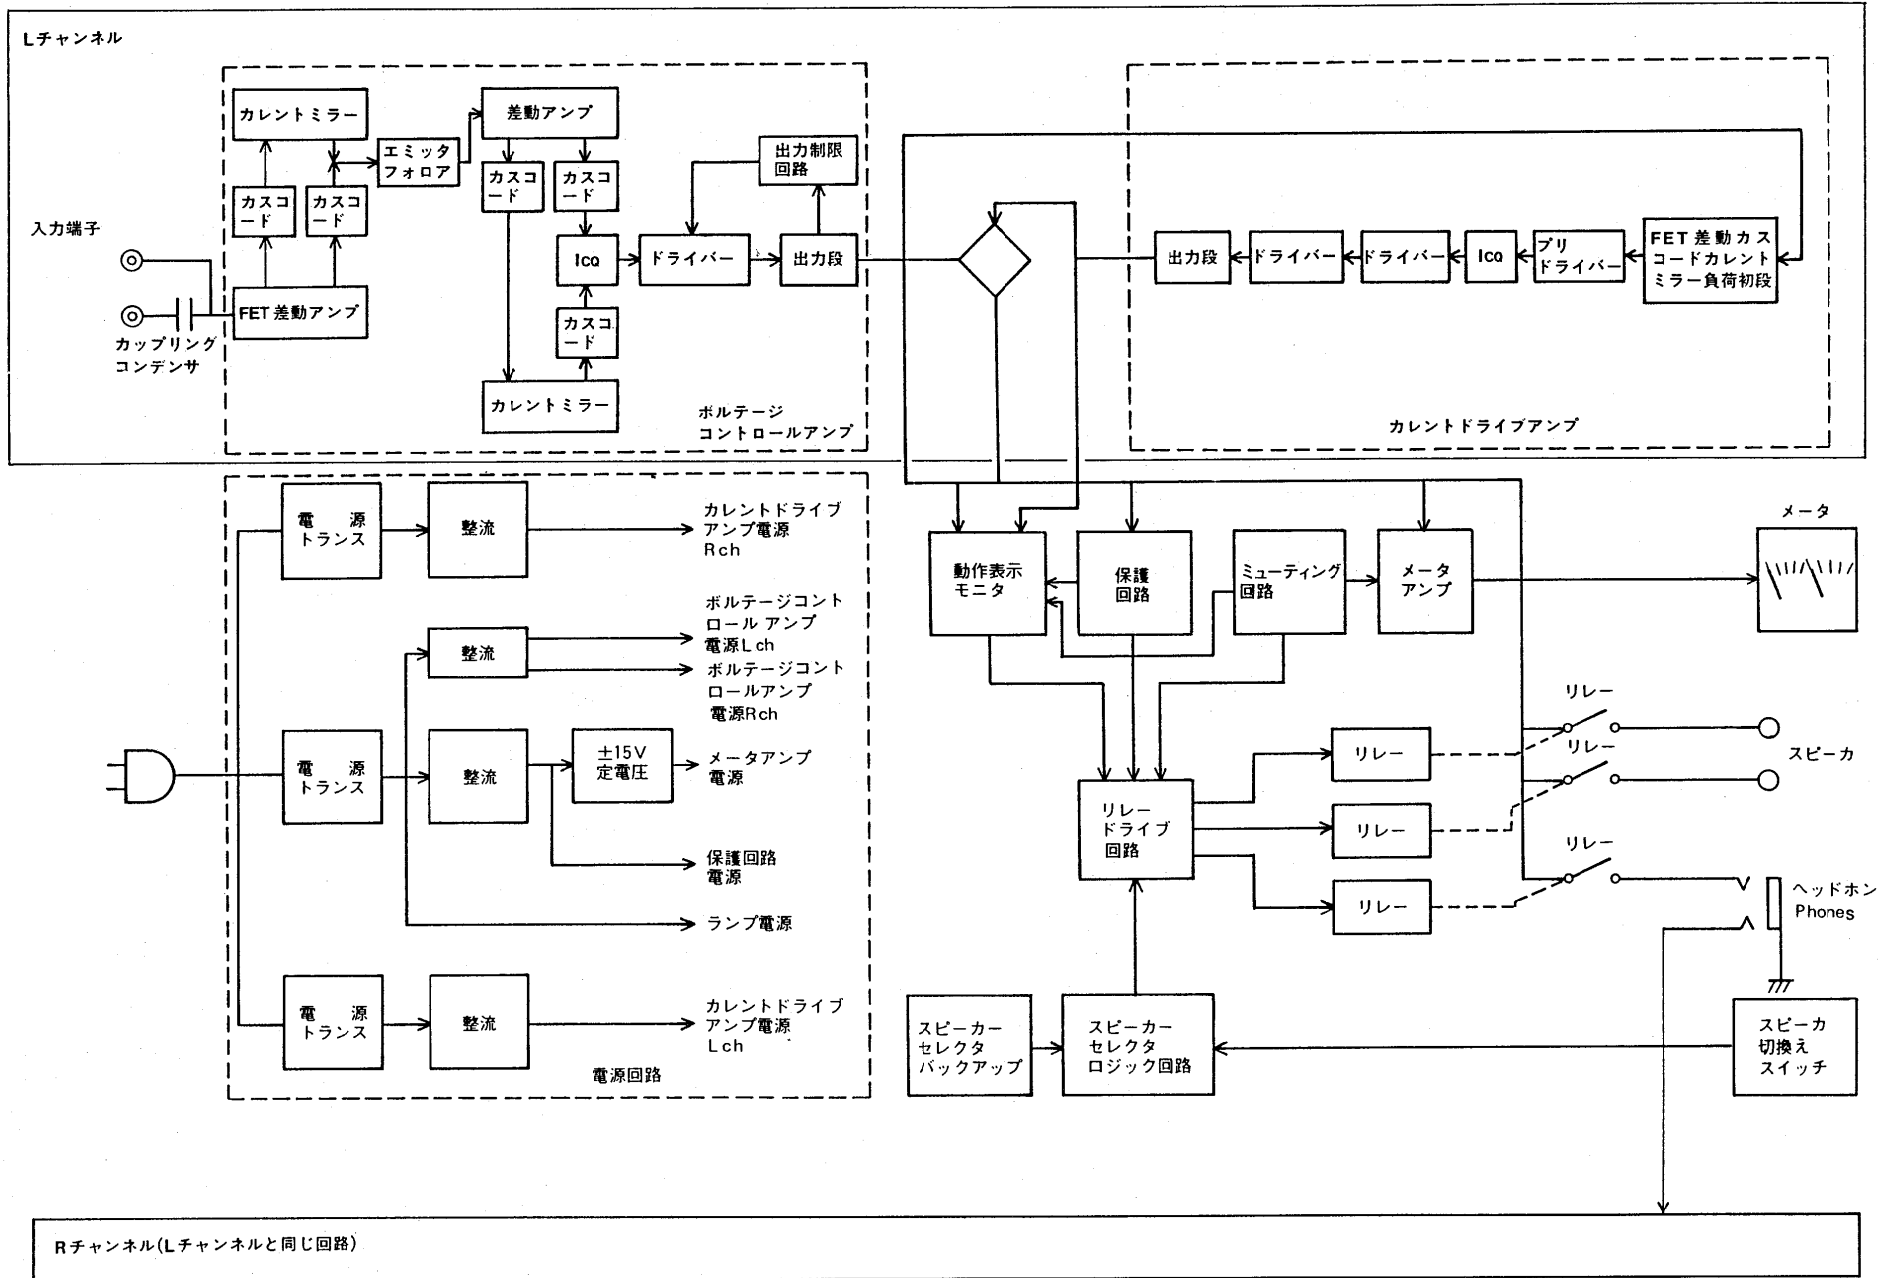 Lチャンネル
カレントミラー
エミッタ
フォロア
差動アンプ
出力制限
回路
カスコ
ード
カスコ
ード
カスコ
ード
カスコ
ード
入力端子
ICQ
ドライバー
出力段
FET差動アンプ
カスコ
ード
カップリング
コンデンサ
カレントミラー
ボルテージ
コントロールアンプ
出力段
ドライバー
ドライバー
ICQ
プリ
ドライバー
FET差動カス
コードカレント
ミラー負荷初段
カレントドライブアンプ
電源
トランス
整流
カレントドライブ
アンプ電源
Rch
整流
ボルテージコント
ロールアンプ
電源Lch
ボルテージコント
ロールアンプ
電源Rch
電源
トランス
整流
±15V
定電圧
メータアンプ
電源
保護回路
電源
ランプ電源
電源
トランス
整流
カレントドライブ
アンプ電源
Lch
電源回路
動作表示
モニタ
保護
回路
ミューティング
回路
メータ
アンプ
メータ
リレー
ドライブ
回路
リレー
リレー
リレー
リレー
リレー
リレー
スピーカ
ヘッドホン
Phones
スピーカー
セレクタ
バックアップ
スピーカー
セレクタ
ロジック回路
スピーカ
切換え
スイッチ
Rチャンネル(Lチャンネルと同じ回路)